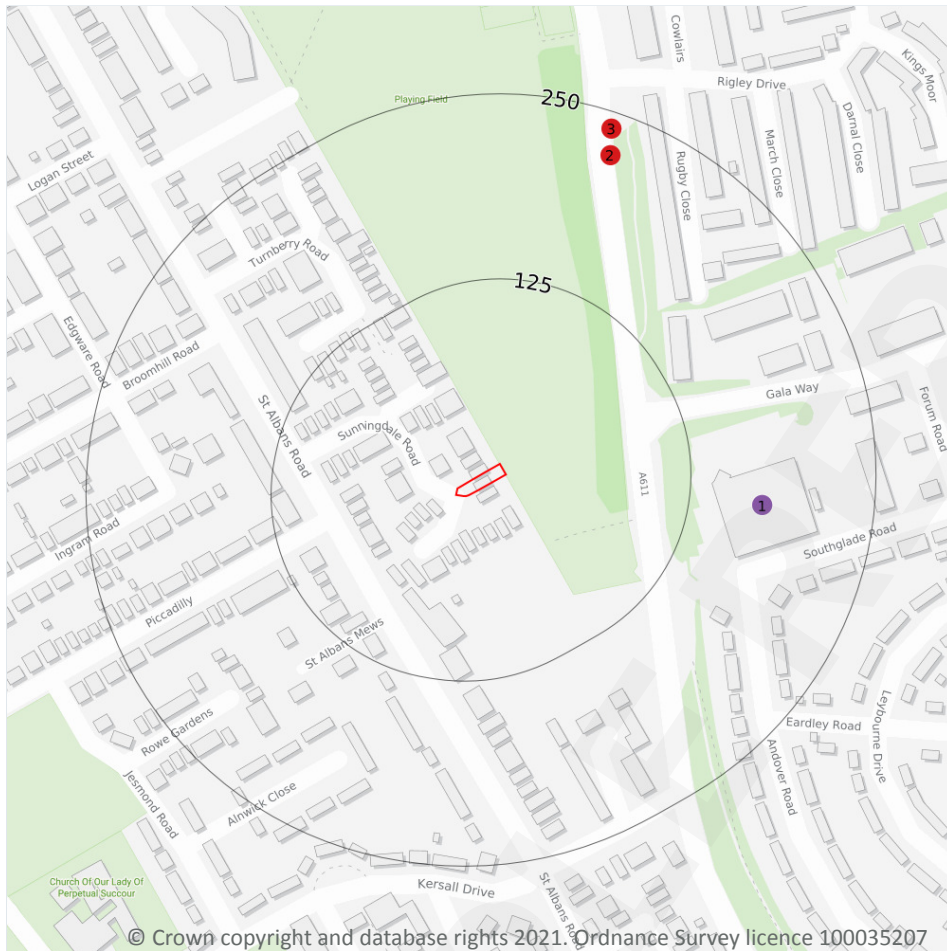 Cowlairs
Kings Moor
Rigley Drive
Playing Field
250
3
2
Darnal Close
March Close
Rugby Close
Logan Street
Turnberry Road
125
Edgware Road
Broomhill Road
Gala Way
Forum Road
St Albans Road
Sunningdale Road
A611
1
Southglade Road
Ingram Road
Piccadilly
St Albans Mews
Rowe Gardens
Eardley Road
Leybourne Drive
Andover Road
Jesmond Road
Alnwick Close
Church Of Our Lady Of
Perpetual Succour
Kersall Drive
St Albans Road
© Crown copyright and database rights 2021. Ordnance Survey licence 100035207